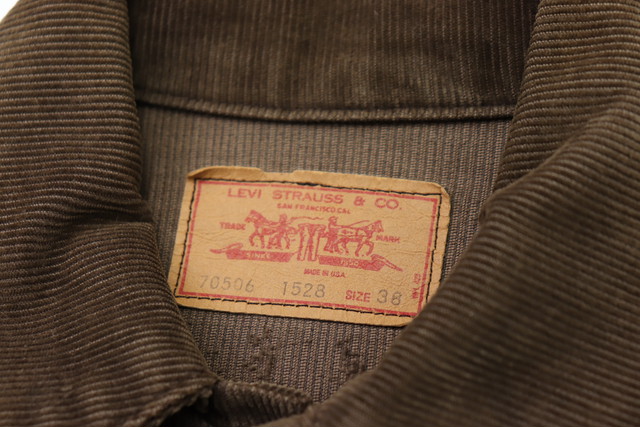 LEVI STRAUSS & CO.
SAN FRANCISCO, CAL.
TRADE MARK
MADE IN U.S.A.
70506 1528 SIZE 38